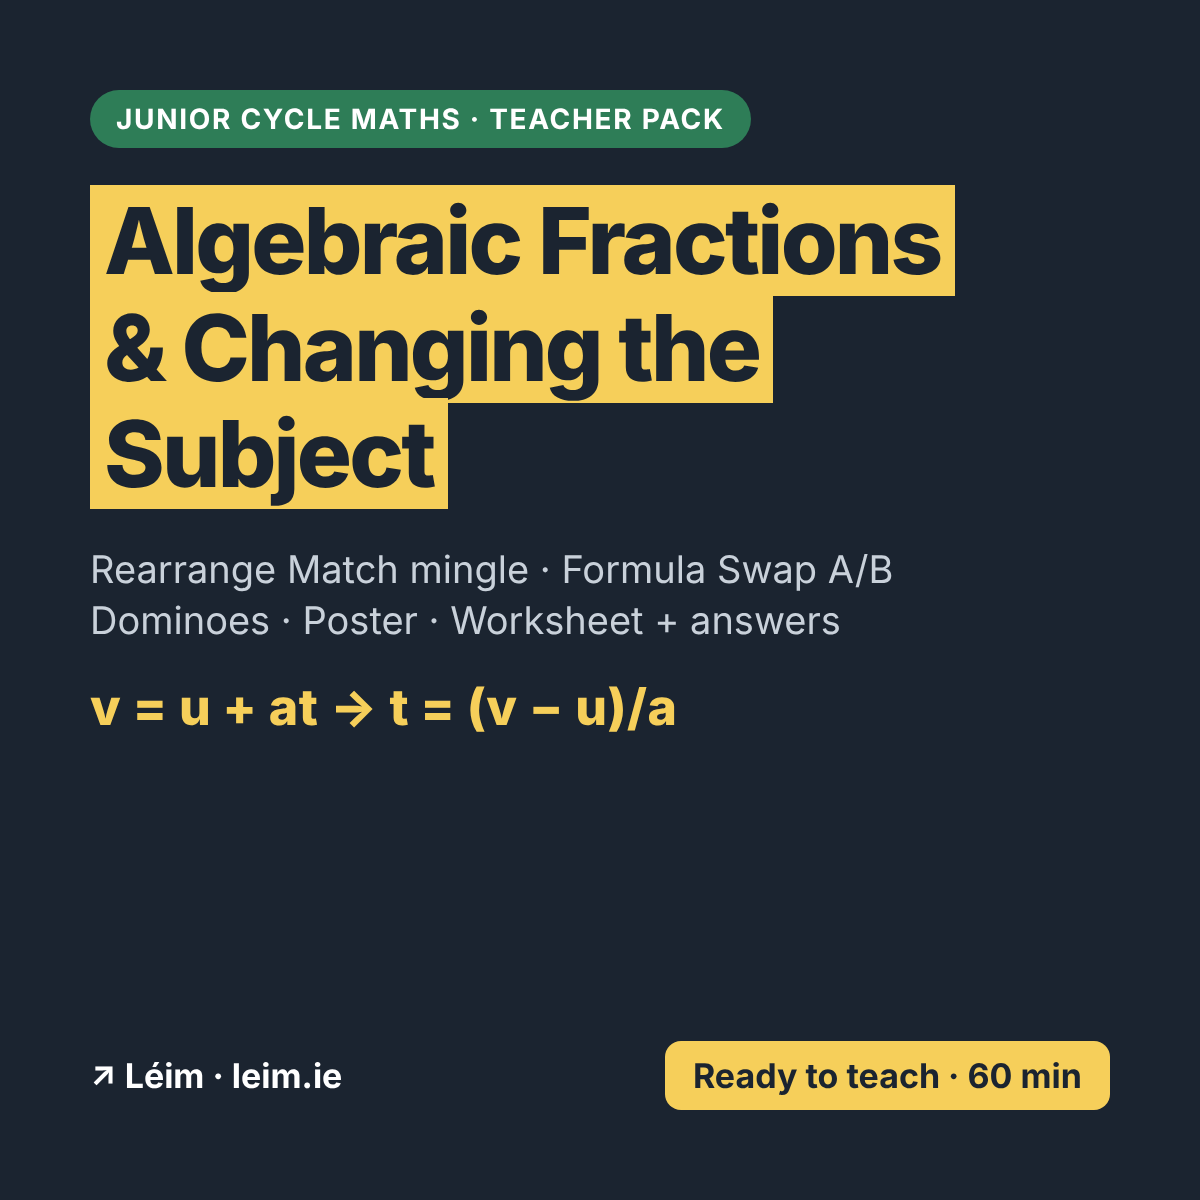 JUNIOR CYCLE MATHS · TEACHER PACK
Algebraic Fractions
& Changing the
Subject
Rearrange Match mingle · Formula Swap A/B
Dominoes · Poster · Worksheet + answers
v = u + at → t = (v − u)/a
↗ Léim · leim.ie
Ready to teach · 60 min